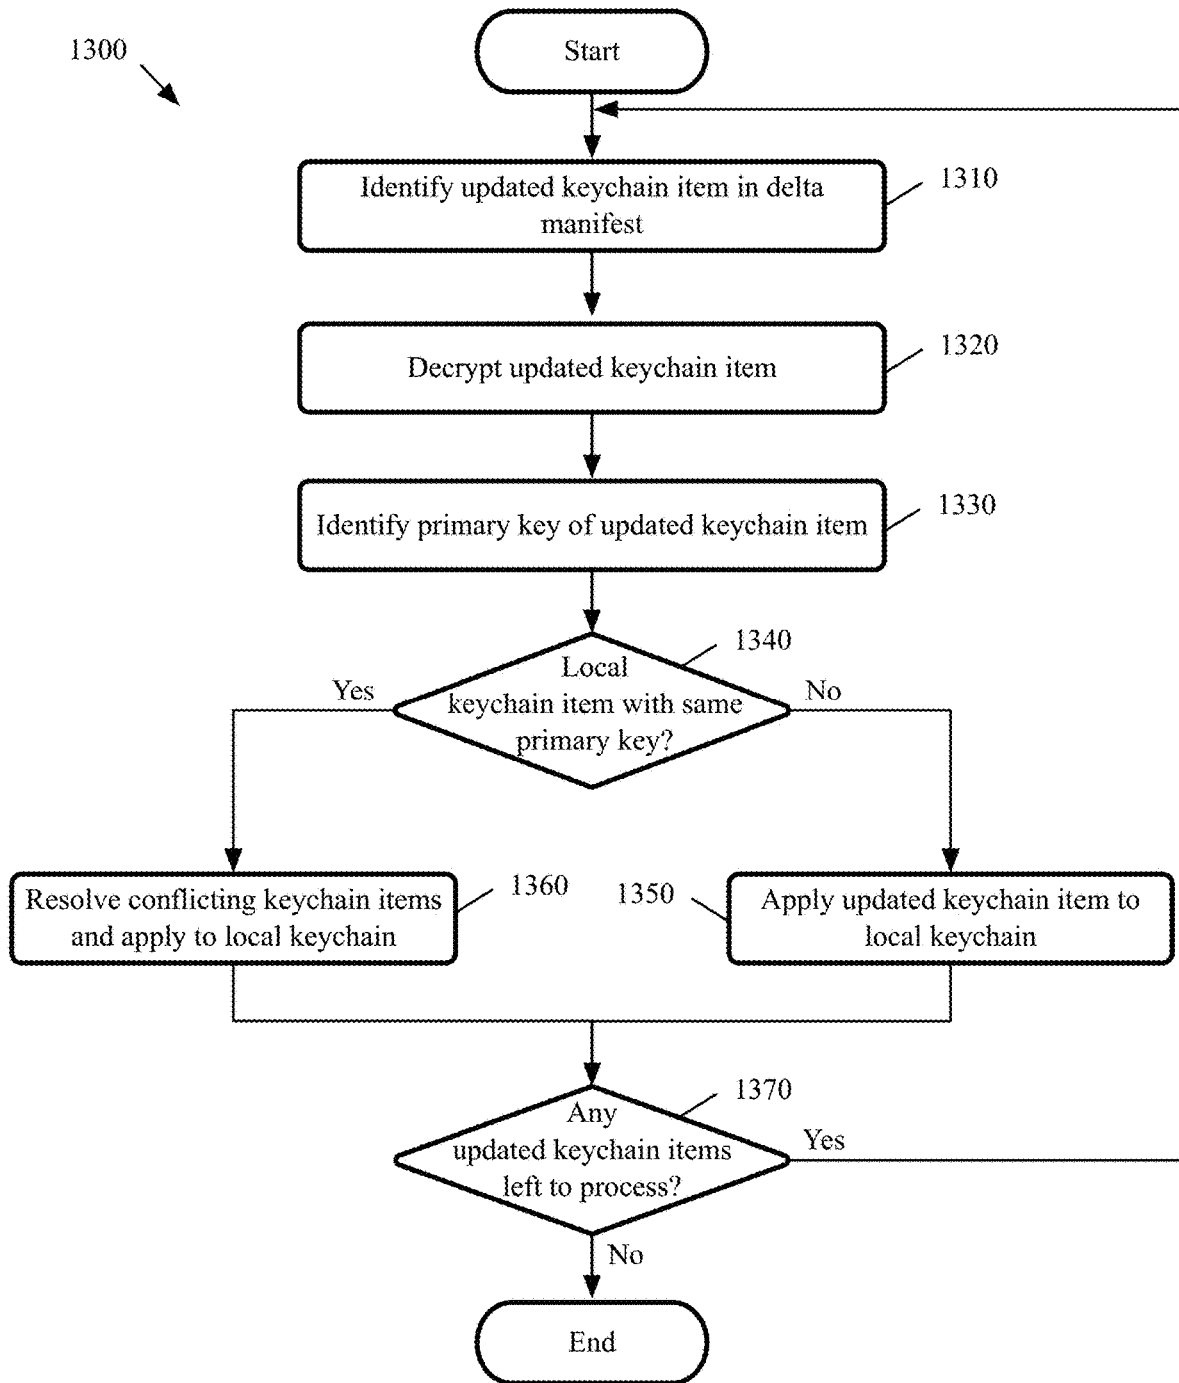 1300
Start
Identify updated keychain item in delta
manifest
1310
Decrypt updated keychain item
1320
Identify primary key of updated keychain item
1330
Local
keychain item with same
primary key?
1340
Yes
No
Resolve conflicting keychain items
and apply to local keychain
1360
1350
Apply updated keychain item to
local keychain
Any
updated keychain items
left to process?
1370
Yes
No
End